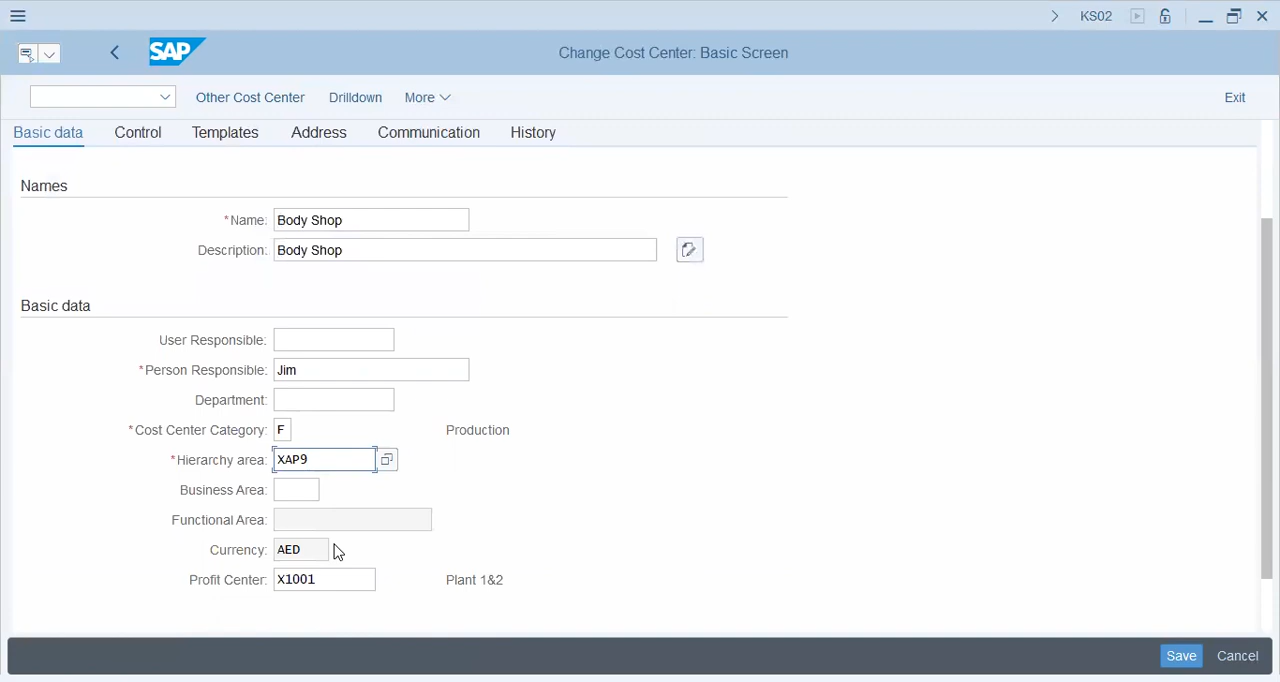 KS02
SAP Change Cost Center: Basic Screen
Other Cost Center Drilldown More Exit
Basic data Control Templates Address Communication History
Names
*Name: Body Shop
Description: Body Shop
Basic data
User Responsible:
*Person Responsible: Jim
Department:
*Cost Center Category: F Production
*Hierarchy area: XAP9
Business Area:
Functional Area:
Currency: AED
Profit Center: X1001 Plant 1&2
Save Cancel